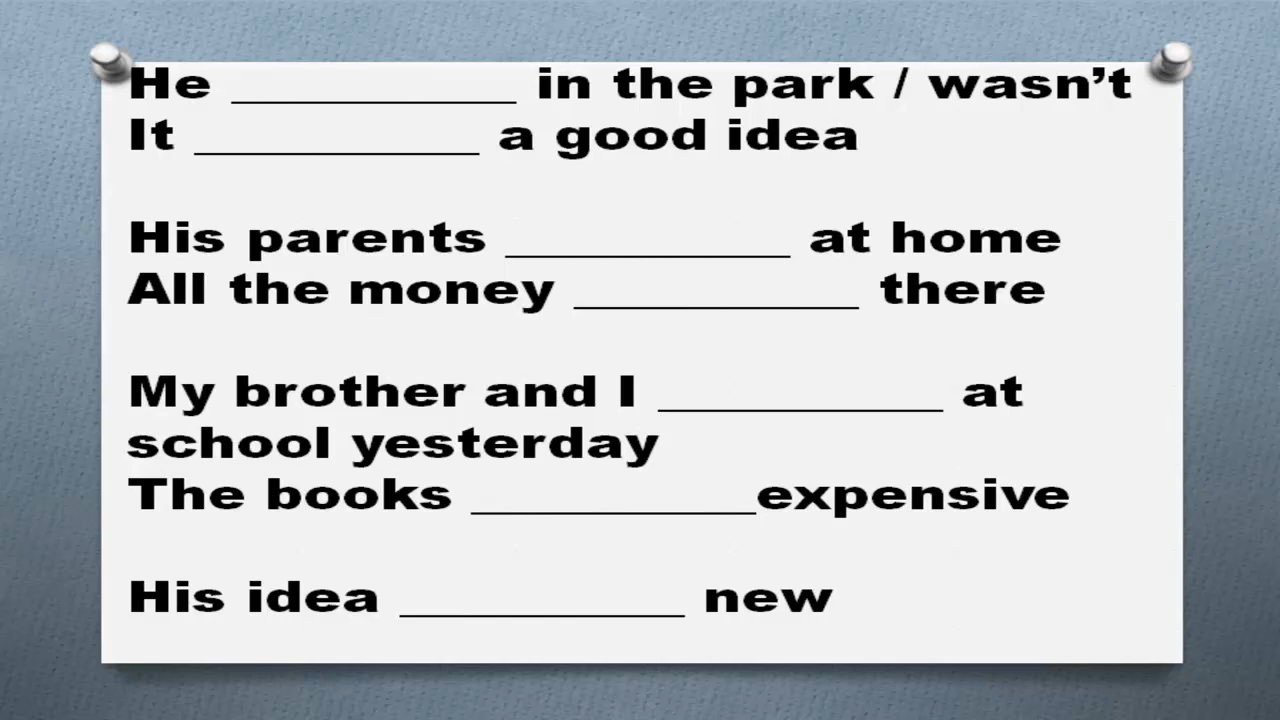 He ___________ in the park / wasn’t
It ___________ a good idea
His parents ___________ at home
All the money ___________ there
My brother and I ___________ at
school yesterday
The books ___________expensive
His idea ___________ new